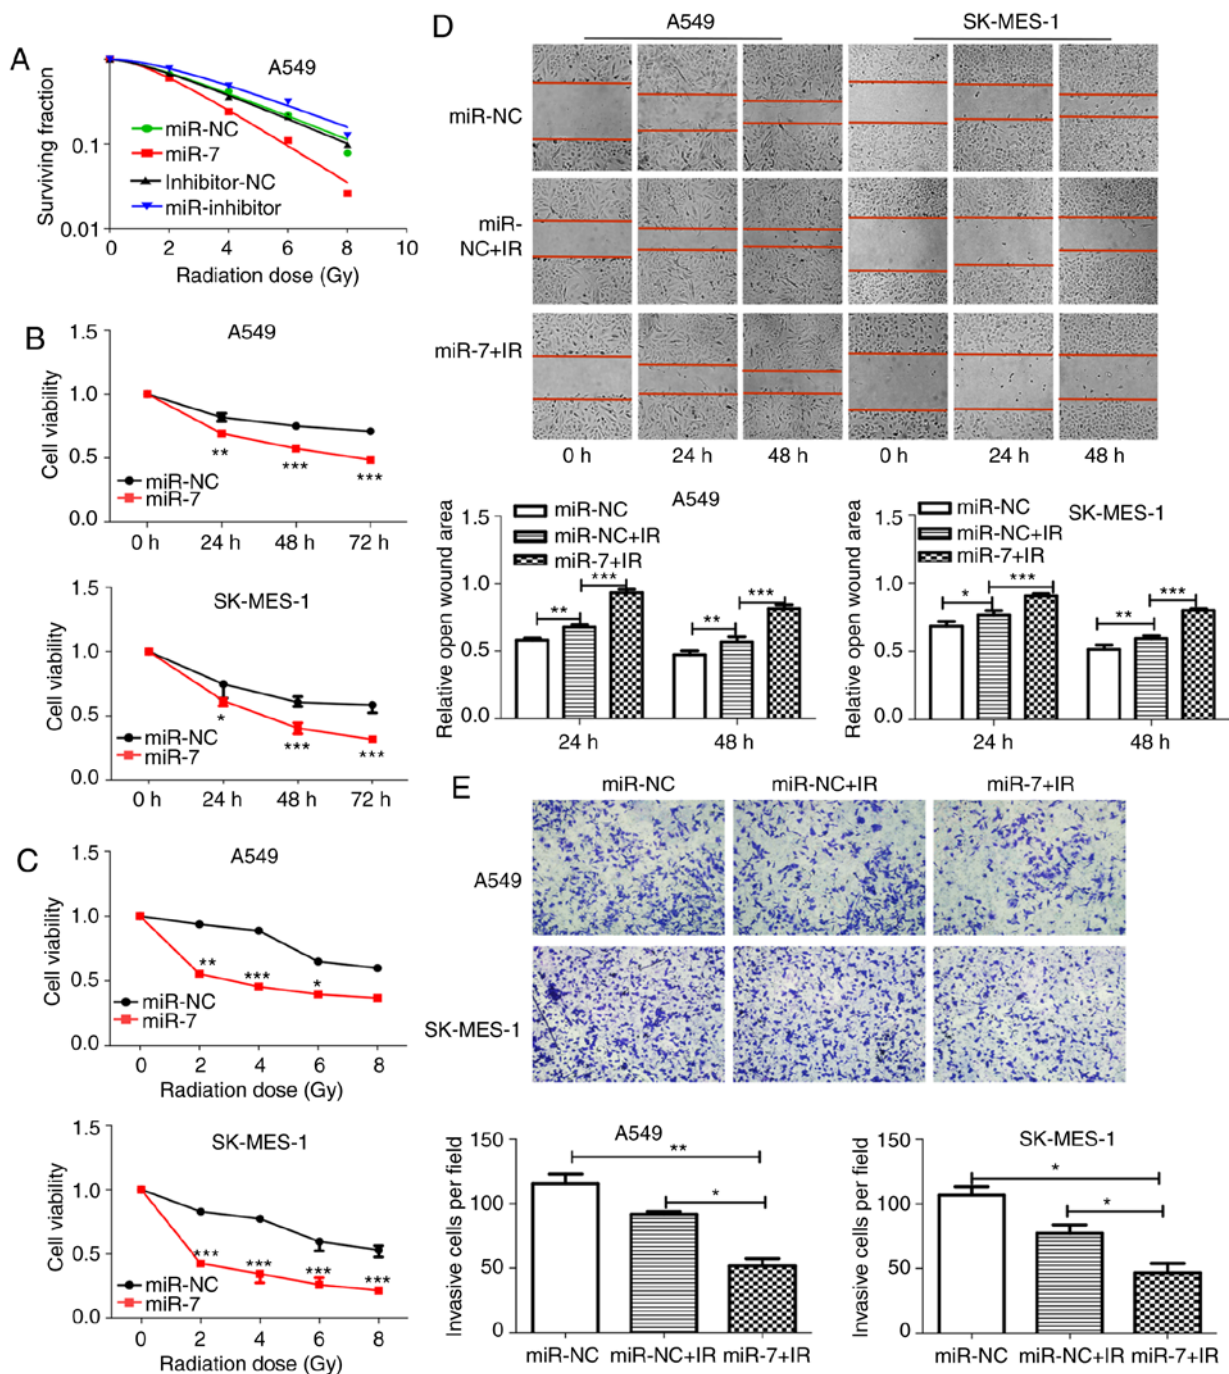 A
A549
Surviving fraction
0.1
0.01
miR-NC
miR-7
Inhibitor-NC
miR-inhibitor
0 2 4 6 8 10
Radiation dose (Gy)
B
A549
Cell viability
1.5
1.0
0.5
0.0
miR-NC
miR-7
** *** ***
0 h 24 h 48 h 72 h
SK-MES-1
Cell viability
1.5
1.0
0.5
0.0
miR-NC
miR-7
* *** ***
0 h 24 h 48 h 72 h
C
A549
Cell viability
1.5
1.0
0.5
0.0
miR-NC
miR-7
** *** *
0 2 4 6 8
Radiation dose (Gy)
SK-MES-1
Cell viability
1.5
1.0
0.5
0.0
miR-NC
miR-7
*** *** *** ***
0 2 4 6 8
Radiation dose (Gy)
D
A549 SK-MES-1
miR-NC
miR-
NC+IR
miR-7+IR
0 h 24 h 48 h 0 h 24 h 48 h
A549
Relative open wound area
1.5
1.0
0.5
0.0
miR-NC
miR-NC+IR
miR-7+IR
** *** ** ***
24 h 48 h
SK-MES-1
Relative open wound area
1.5
1.0
0.5
0.0
miR-NC
miR-NC+IR
miR-7+IR
* *** ** ***
24 h 48 h
E
miR-NC miR-NC+IR miR-7+IR
A549
SK-MES-1
A549
Invasive cells per field
150
100
50
0
**
*
miR-NC miR-NC+IR miR-7+IR
SK-MES-1
Invasive cells per field
150
100
50
0
*
*
miR-NC miR-NC+IR miR-7+IR